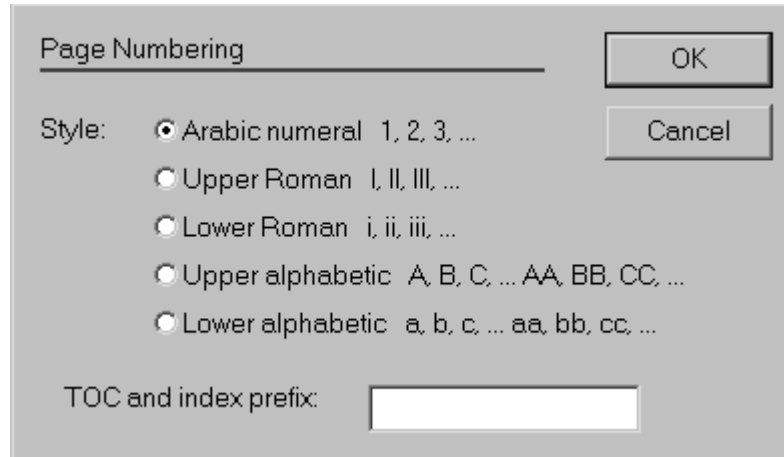 Page Numbering
OK
Style:
Arabic numeral 1, 2, 3, ...
Cancel
Upper Roman I, II, III, ...
Lower Roman i, ii, iii, ...
Upper alphabetic A, B, C, ... AA, BB, CC, ...
Lower alphabetic a, b, c, ... aa, bb, cc, ...
TOC and index prefix: